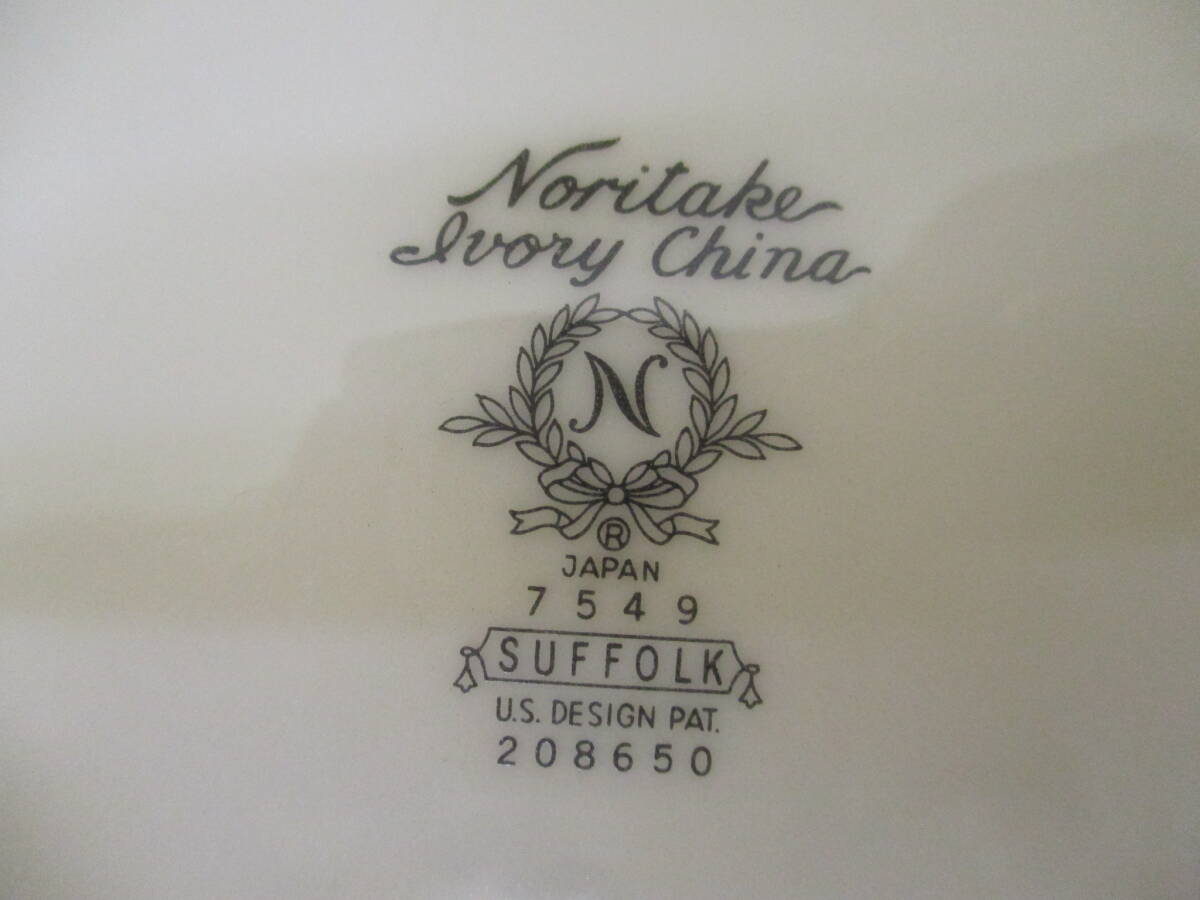 Noritake
Ivory China
N
®
JAPAN
7549
SUFFOLK
U.S. DESIGN PAT.
208650